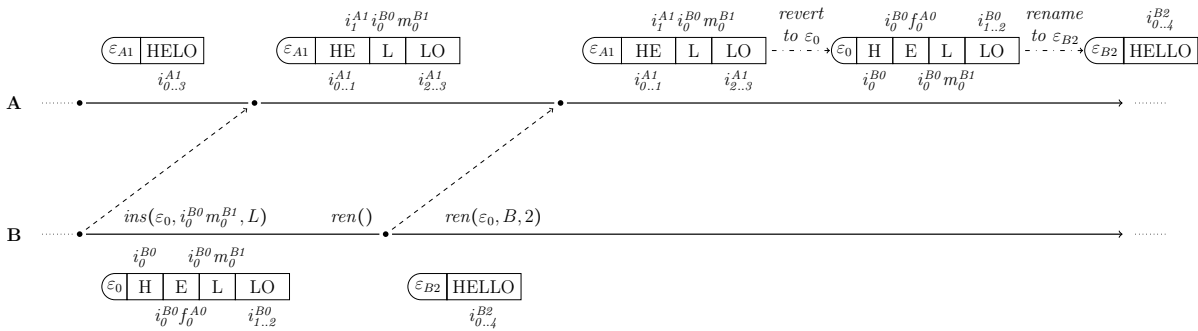 i_1^{A1} i_0^{B0} m_0^{B1} i_1^{A1} i_0^{B0} m_0^{B1} revert i_0^{B0} f_0^{A0} i_{1..2}^{B0} rename i_{0..4}^{B2}
ε_{A1} HELO ε_{A1} HE L LO ε_{A1} HE L LO to ε_0 ε_0 H E L LO to ε_{B2} ε_{B2} HELLO
i_{0..3}^{A1} i_{0..1}^{A1} i_{2..3}^{A1} i_{0..1}^{A1} i_{2..3}^{A1} i_0^{B0} i_0^{B0} m_0^{B1}
A
ins(ε_0, i_0^{B0} m_0^{B1}, L) ren() ren(ε_0, B, 2)
B
i_0^{B0} i_0^{B0} m_0^{B1}
ε_0 H E L LO ε_{B2} HELLO
i_0^{B0} f_0^{A0} i_{1..2}^{B0} i_{0..4}^{B2}